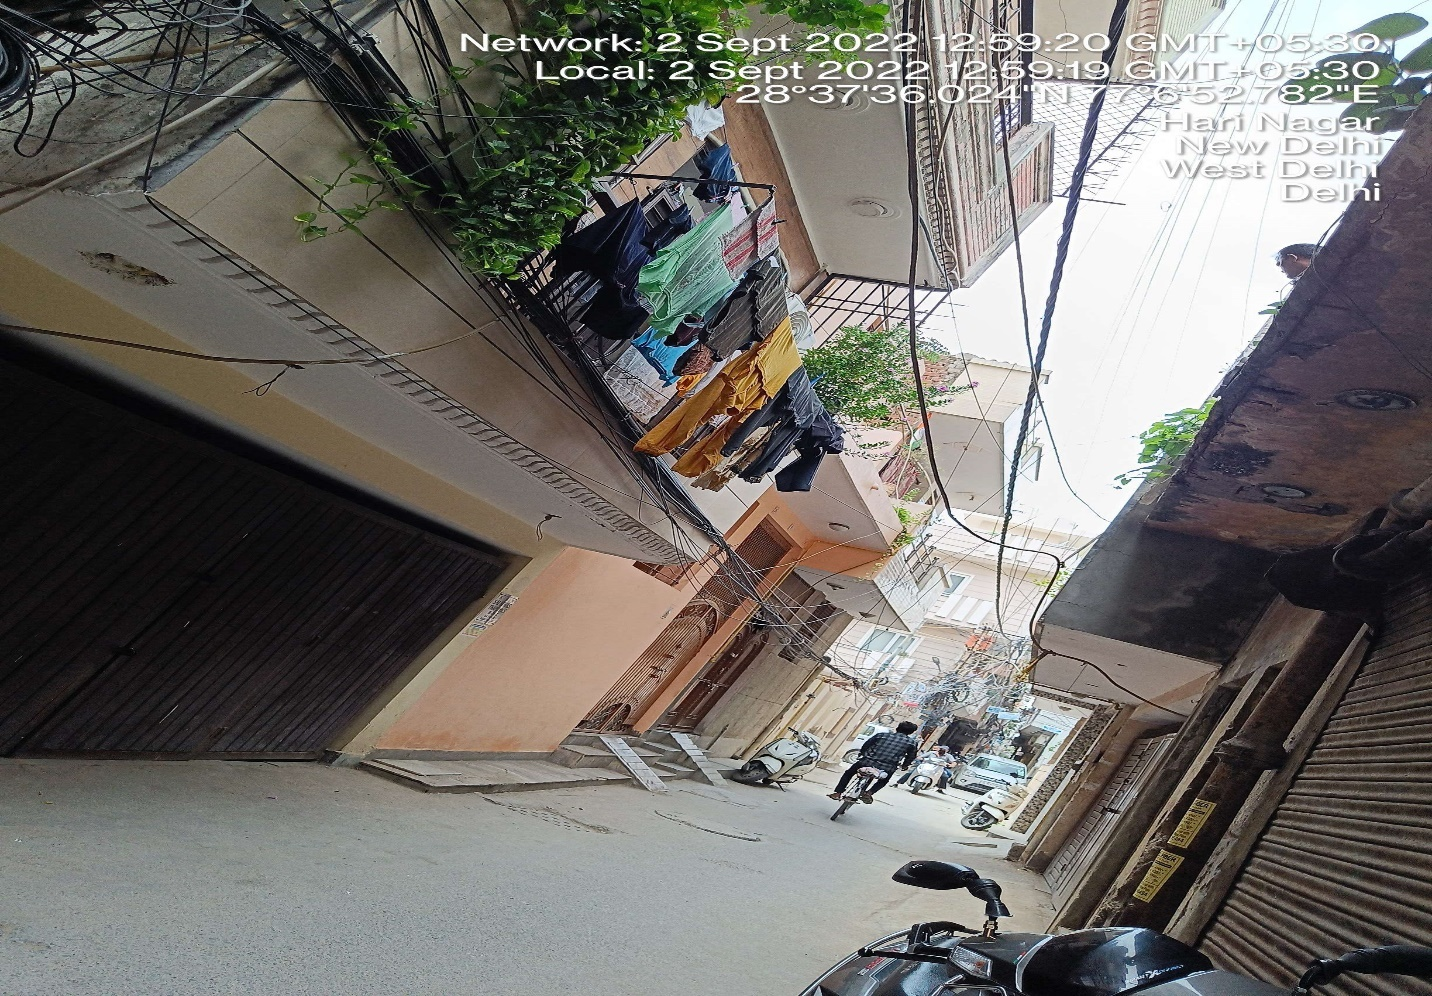 Network: 2 Sept 2022 12:59:20 GMT+05:30
Local: 2 Sept 2022 12:59:19 GMT+05:30
28°37'36.024"N 77°6'52.782"E
Hari Nagar
New Delhi
West Delhi
Delhi